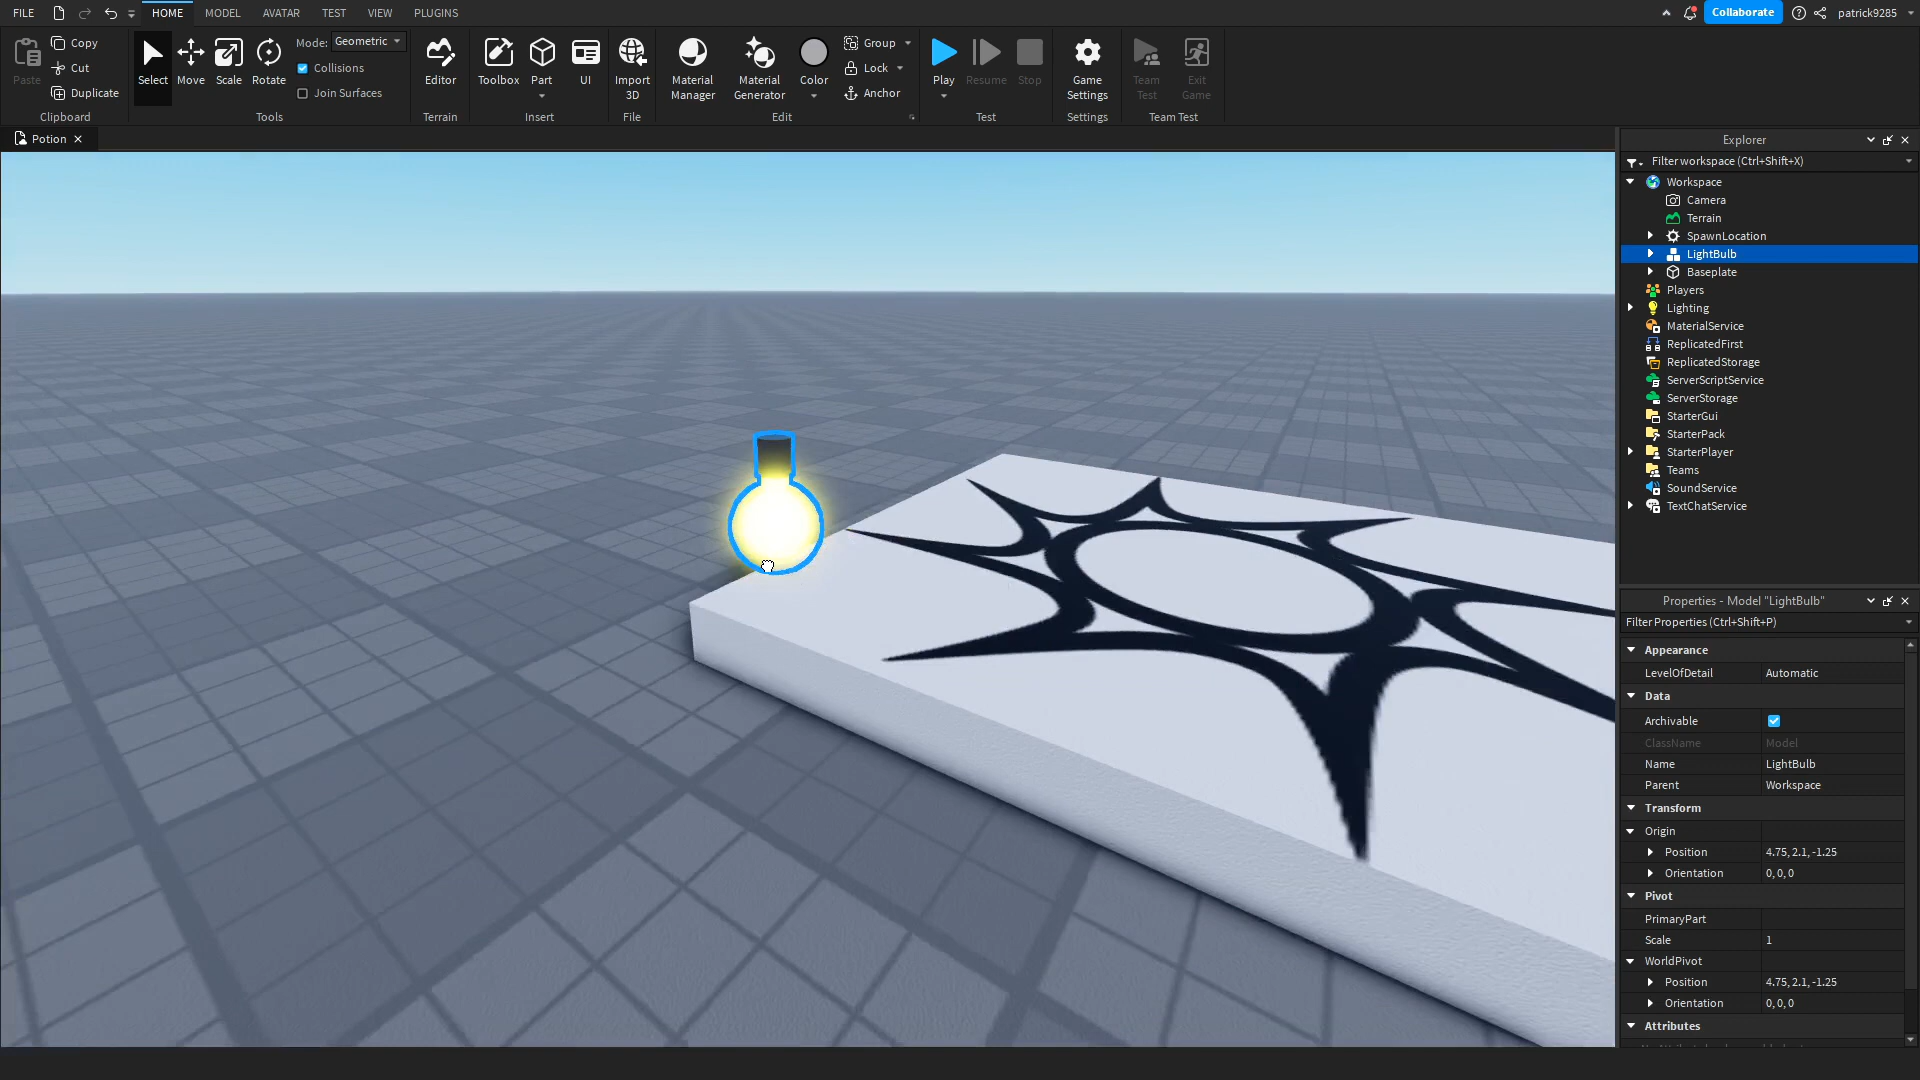 FILE HOME MODEL AVATAR TEST VIEW PLUGINS Collaborate patrick9285
Paste Copy Cut Duplicate Clipboard
Select Move Scale Rotate Mode: Geometric Collisions Join Surfaces Tools
Editor Terrain
Toolbox Part UI Insert
Import 3D File
Material Manager Material Generator Color Group Lock Anchor Edit
Play Resume Stop Test
Game Settings Settings
Team Test Exit Game Team Test
Potion
Explorer
Filter workspace (Ctrl+Shift+X)
Workspace
Camera
Terrain
SpawnLocation
LightBulb
Baseplate
Players
Lighting
MaterialService
ReplicatedFirst
ReplicatedStorage
ServerScriptService
ServerStorage
StarterGui
StarterPack
StarterPlayer
Teams
SoundService
TextChatService
Properties - Model "LightBulb"
Filter Properties (Ctrl+Shift+P)
Appearance
LevelOfDetail Automatic
Data
Archivable
ClassName Model
Name LightBulb
Parent Workspace
Transform
Origin
Position 4.75, 2.1, -1.25
Orientation 0, 0, 0
Pivot
PrimaryPart
Scale 1
WorldPivot
Position 4.75, 2.1, -1.25
Orientation 0, 0, 0
Attributes